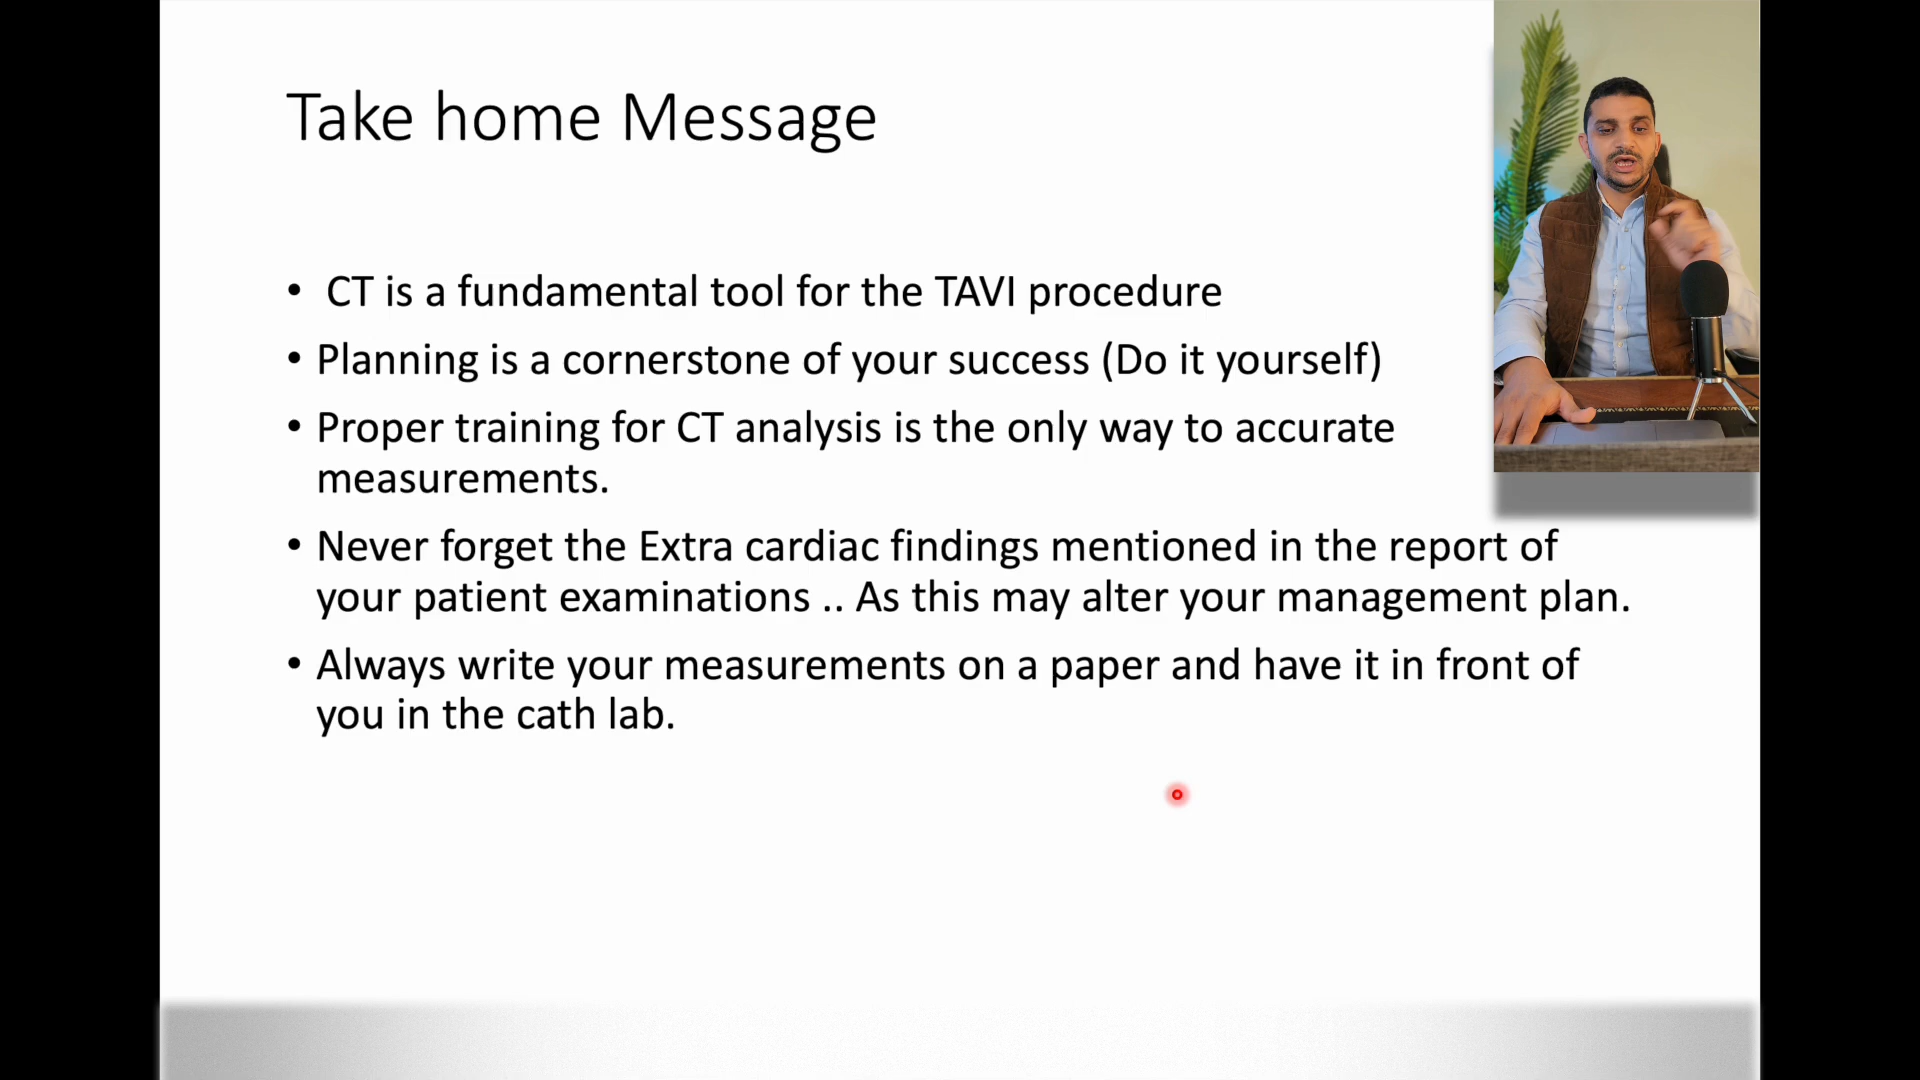 Take home Message
• CT is a fundamental tool for the TAVI procedure
• Planning is a cornerstone of your success (Do it yourself)
• Proper training for CT analysis is the only way to accurate
measurements.
• Never forget the Extra cardiac findings mentioned in the report of
your patient examinations .. As this may alter your management plan.
• Always write your measurements on a paper and have it in front of
you in the cath lab.